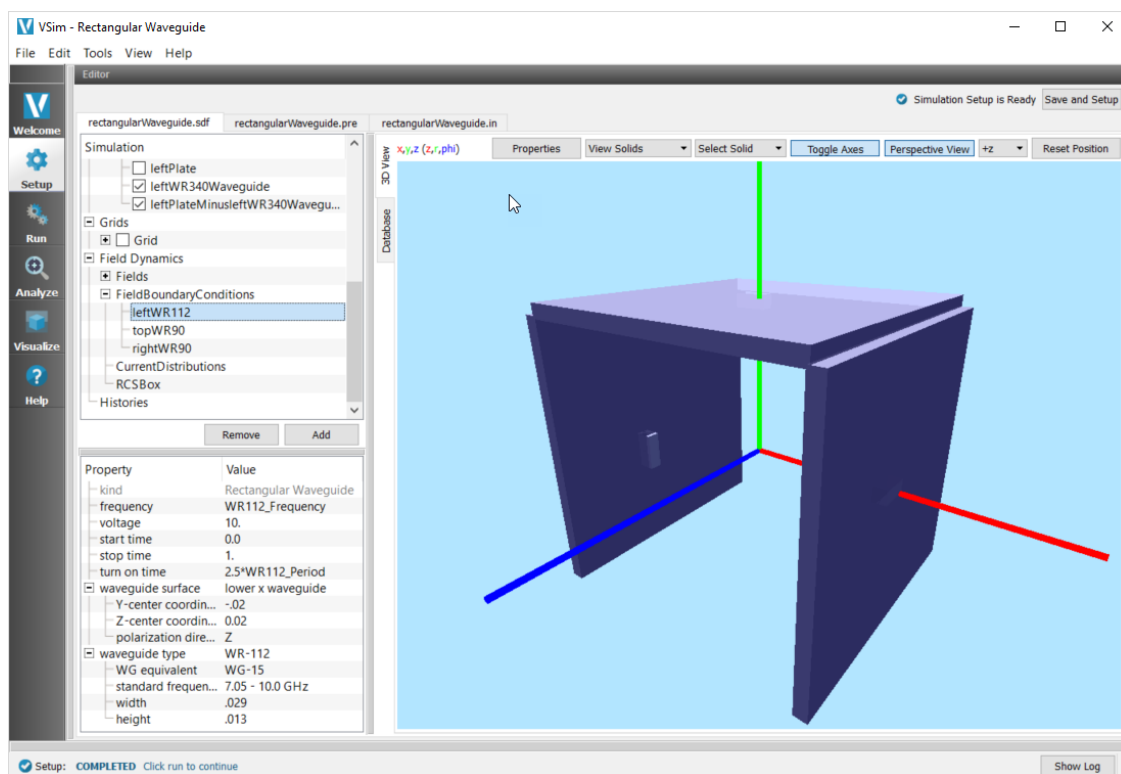 VSim - Rectangular Waveguide
File Edit Tools View Help
Editor
Simulation Setup is Ready
Save and Setup
Welcome
Setup
Run
Analyze
Visualize
Help
rectangularWaveguide.sdf
rectangularWaveguide.pre
rectangularWaveguide.in
Simulation
leftPlate
leftWR340Waveguide
leftPlateMinusleftWR340Wavegu...
Grids
Grid
Field Dynamics
Fields
FieldBoundaryConditions
leftWR112
topWR90
rightWR90
CurrentDistributions
RCSBox
Histories
Remove
Add
Property Value
kind Rectangular Waveguide
frequency WR112_Frequency
voltage 10.
start time 0.0
stop time 1.
turn on time 2.5*WR112_Period
waveguide surface lower x waveguide
Y-center coordin... -.02
Z-center coordin... 0.02
polarization dire... Z
waveguide type WR-112
WG equivalent WG-15
standard frequen... 7.05 - 10.0 GHz
width .029
height .013
3D View
Database
x,y,z (z,r,phi)
Properties
View Solids
Select Solid
Toggle Axes
Perspective View
+z
Reset Position
Setup: COMPLETED Click run to continue
Show Log